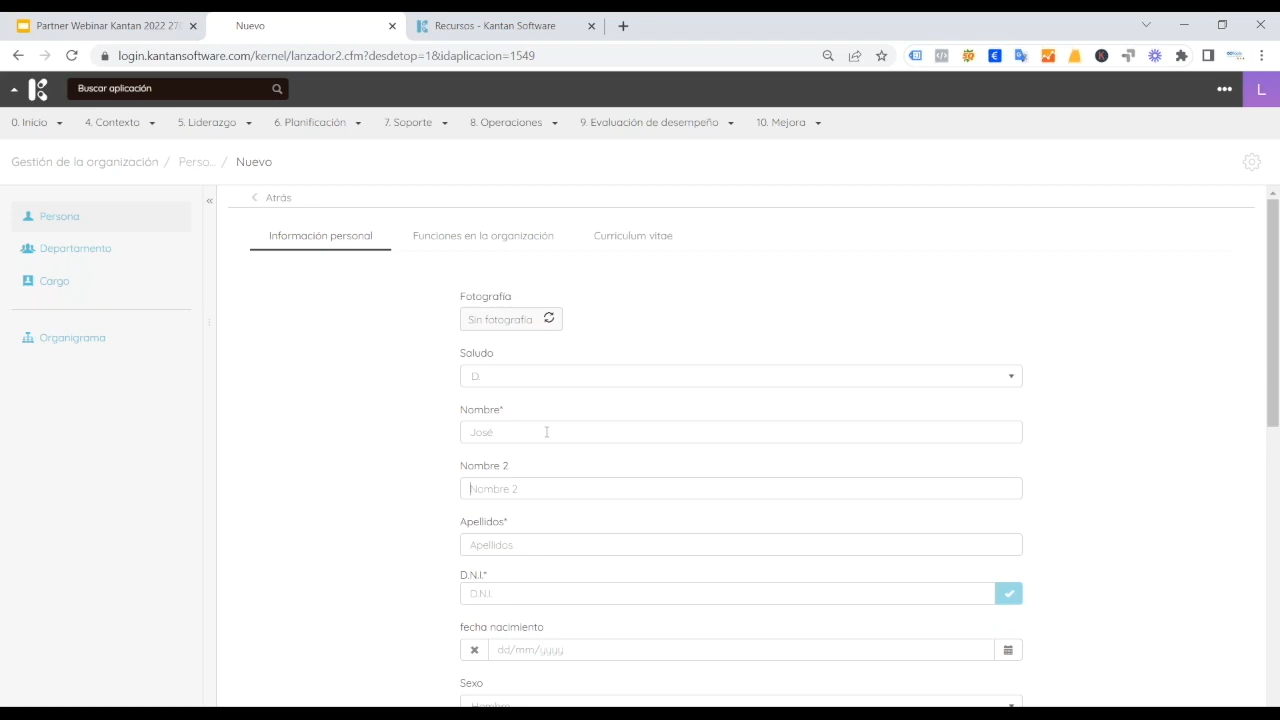 Partner Webinar Kantan 2022 27
Nuevo
Recursos - Kantan Software
login.kantansoftware.com/kernel/lanzador2.cfm?desdetop=1&idaplicacion=1549
Buscar aplicación
L
0. Inicio
4. Contexto
5. Liderazgo
6. Planificación
7. Soporte
8. Operaciones
9. Evaluación de desempeño
10. Mejora
Gestión de la organización / Perso... / Nuevo
Persona
Departamento
Cargo
Organigrama
Atrás
Información personal
Funciones en la organización
Curriculum vitae
Fotografía
Sin fotografía
Saludo
D.
Nombre*
José
Nombre 2
Nombre 2
Apellidos*
Apellidos
D.N.I.*
D.N.I.
fecha nacimiento
dd/mm/yyyy
Sexo
Hombre